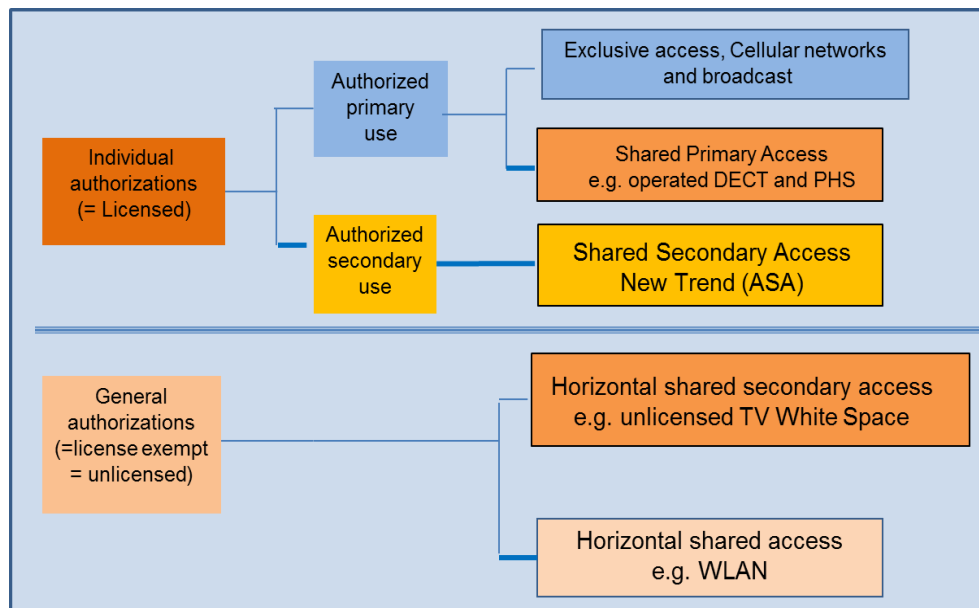 Individual
authorizations
(= Licensed)
Authorized
primary
use
Exclusive access, Cellular networks
and broadcast
Shared Primary Access
e.g. operated DECT and PHS
Authorized
secondary
use
Shared Secondary Access
New Trend (ASA)
General
authorizations
(=license exempt
= unlicensed)
Horizontal shared secondary access
e.g. unlicensed TV White Space
Horizontal shared access
e.g. WLAN